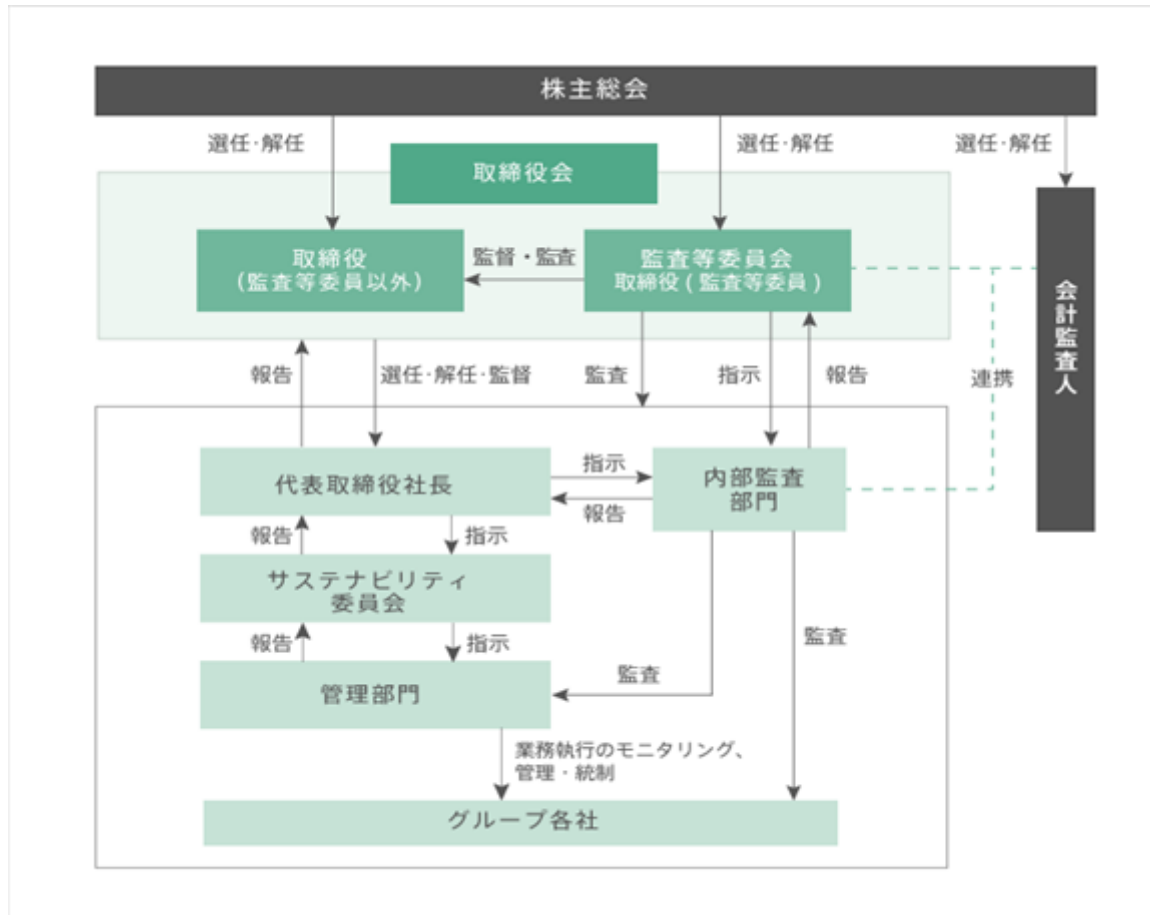 株主総会
選任・解任
選任・解任
選任・解任
取締役会
取締役
（監査等委員以外）
監督・監査
監査等委員会
取締役(監査等委員)
会計監査人
報告
選任・解任・監督
監査
指示
報告
連携
代表取締役社長
指示
報告
内部監査
部門
報告
指示
サステナビリティ
委員会
報告
指示
監査
監査
管理部門
業務執行のモニタリング、
管理・統制
グループ各社